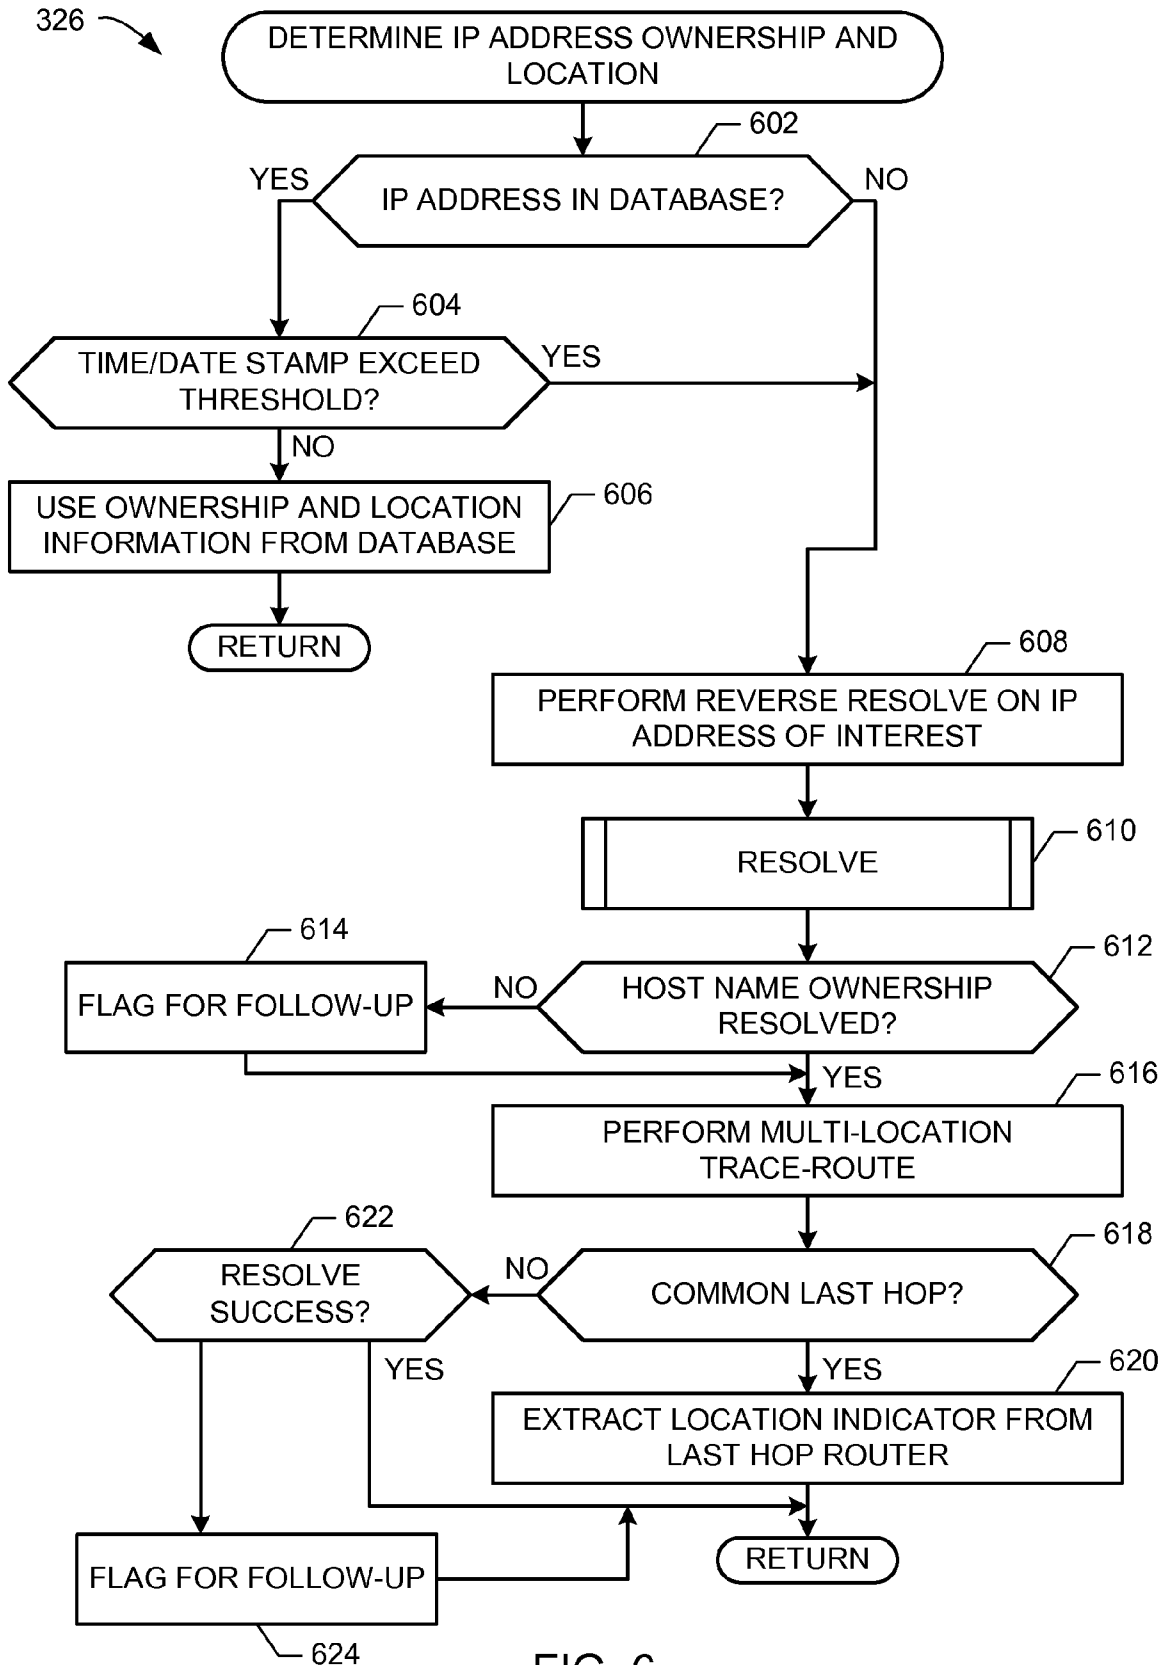 326
DETERMINE IP ADDRESS OWNERSHIP AND
LOCATION
602
YES
IP ADDRESS IN DATABASE?
NO
604
TIME/DATE STAMP EXCEED
THRESHOLD?
YES
NO
606
USE OWNERSHIP AND LOCATION
INFORMATION FROM DATABASE
RETURN
608
PERFORM REVERSE RESOLVE ON IP
ADDRESS OF INTEREST
610
RESOLVE
614
612
FLAG FOR FOLLOW-UP
NO
HOST NAME OWNERSHIP
RESOLVED?
YES
616
PERFORM MULTI-LOCATION
TRACE-ROUTE
622
618
RESOLVE
SUCCESS?
NO
COMMON LAST HOP?
YES
YES
620
EXTRACT LOCATION INDICATOR FROM
LAST HOP ROUTER
RETURN
FLAG FOR FOLLOW-UP
624
FIG. 6